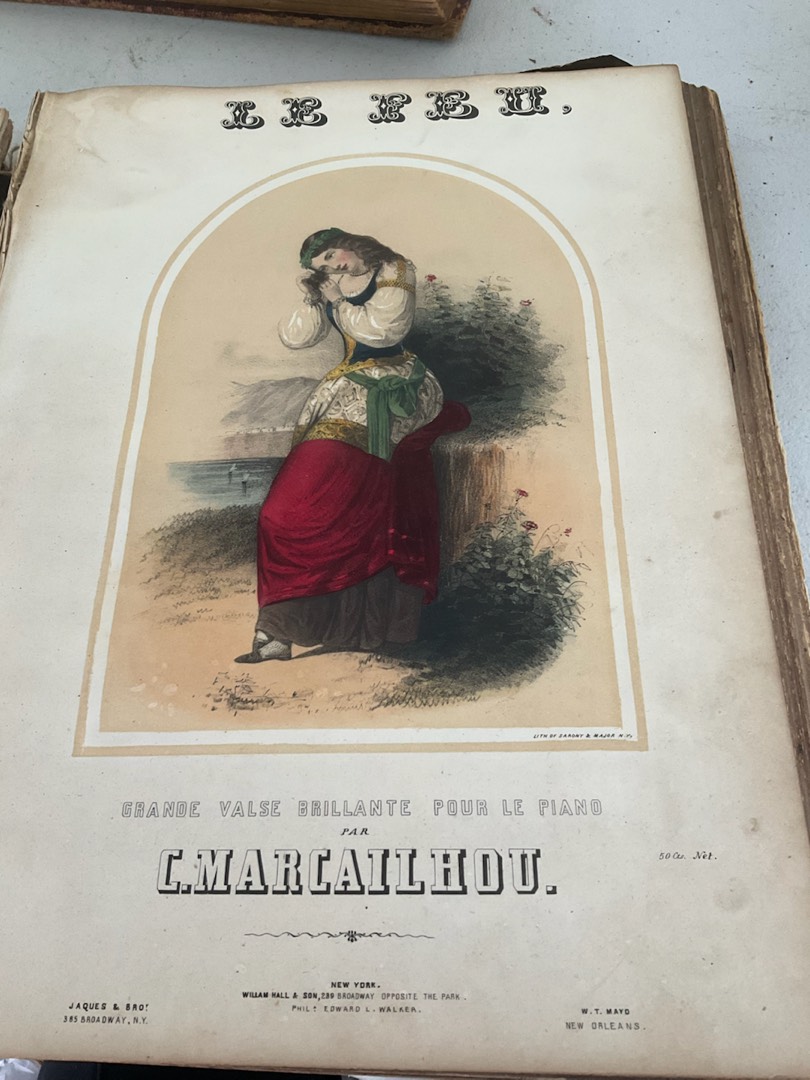 LE FEU,
LITH OF SARONY & MAJOR N.Y.
GRANDE VALSE BRILLANTE POUR LE PIANO
PAR
C. MARCAILHOU.
50 Cts. Net.
NEW YORK.
WILLIAM HALL & SON, 239 BROADWAY OPPOSITE THE PARK.
PHILA EDWARD L. WALKER.
JAQUES & BROT
385 BROADWAY, N.Y.
W. T. MAYO
NEW ORLEANS.